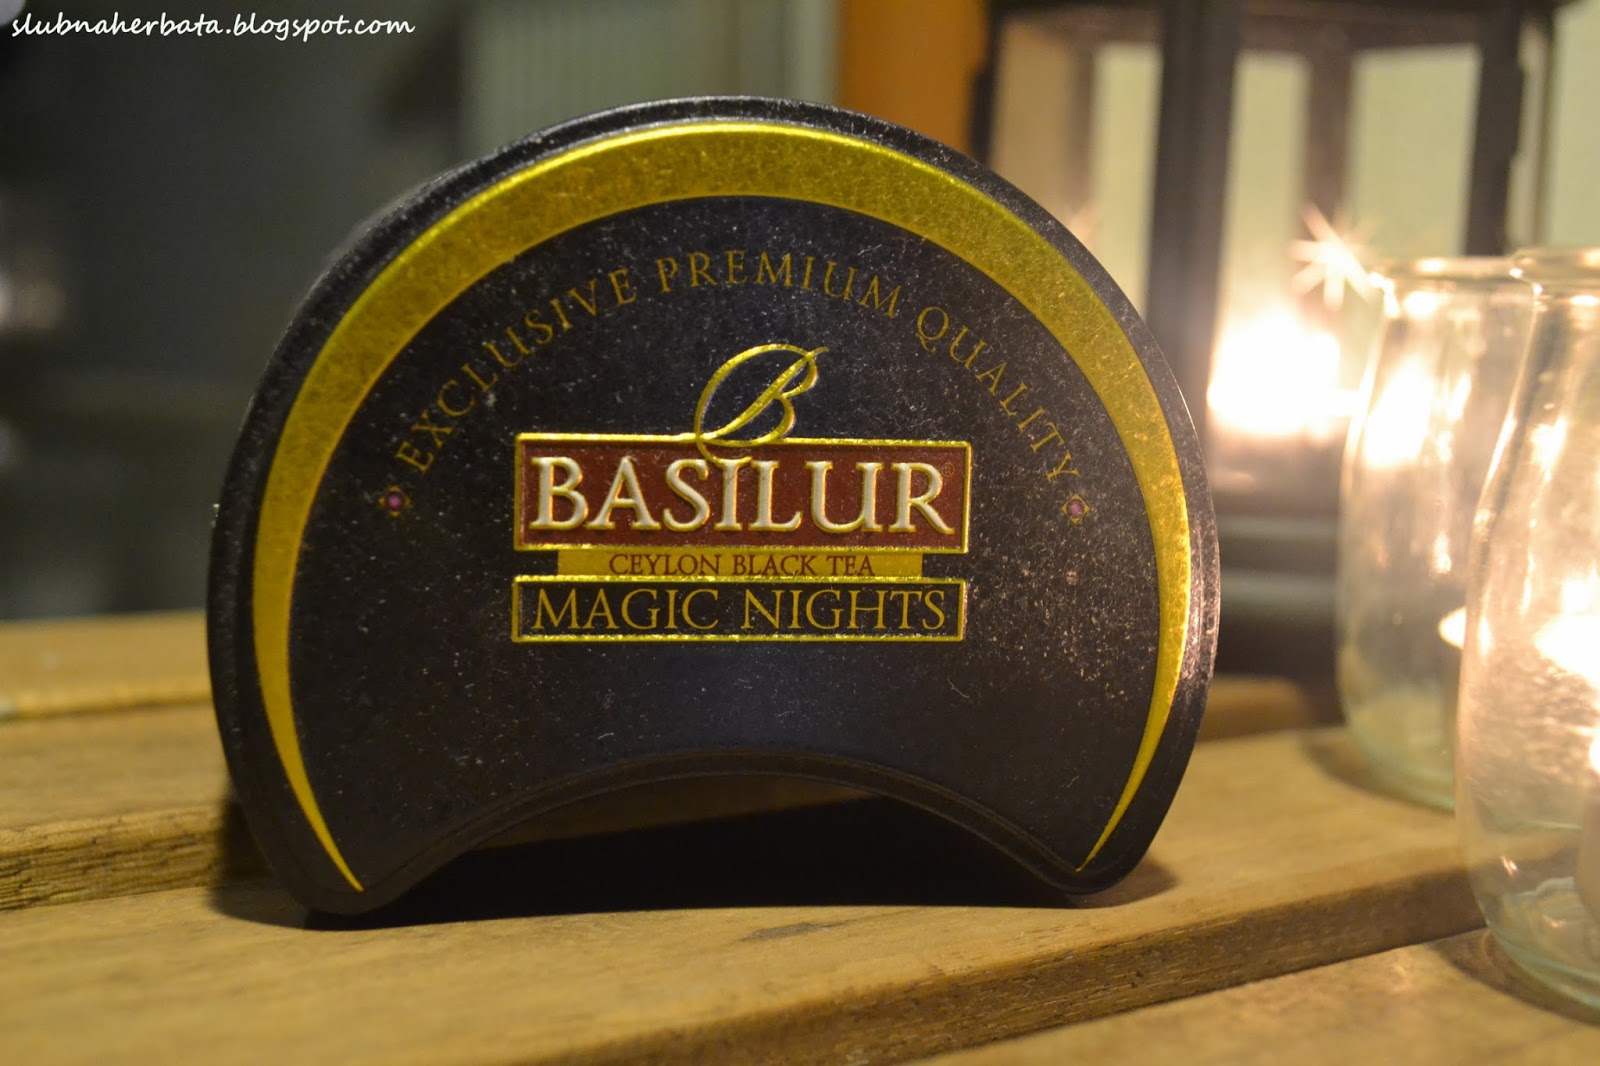 slubnaherbata.blogspot.com
EXCLUSIVE PREMIUM QUALITY
B
BASILUR®
CEYLON BLACK TEA
MAGIC NIGHTS